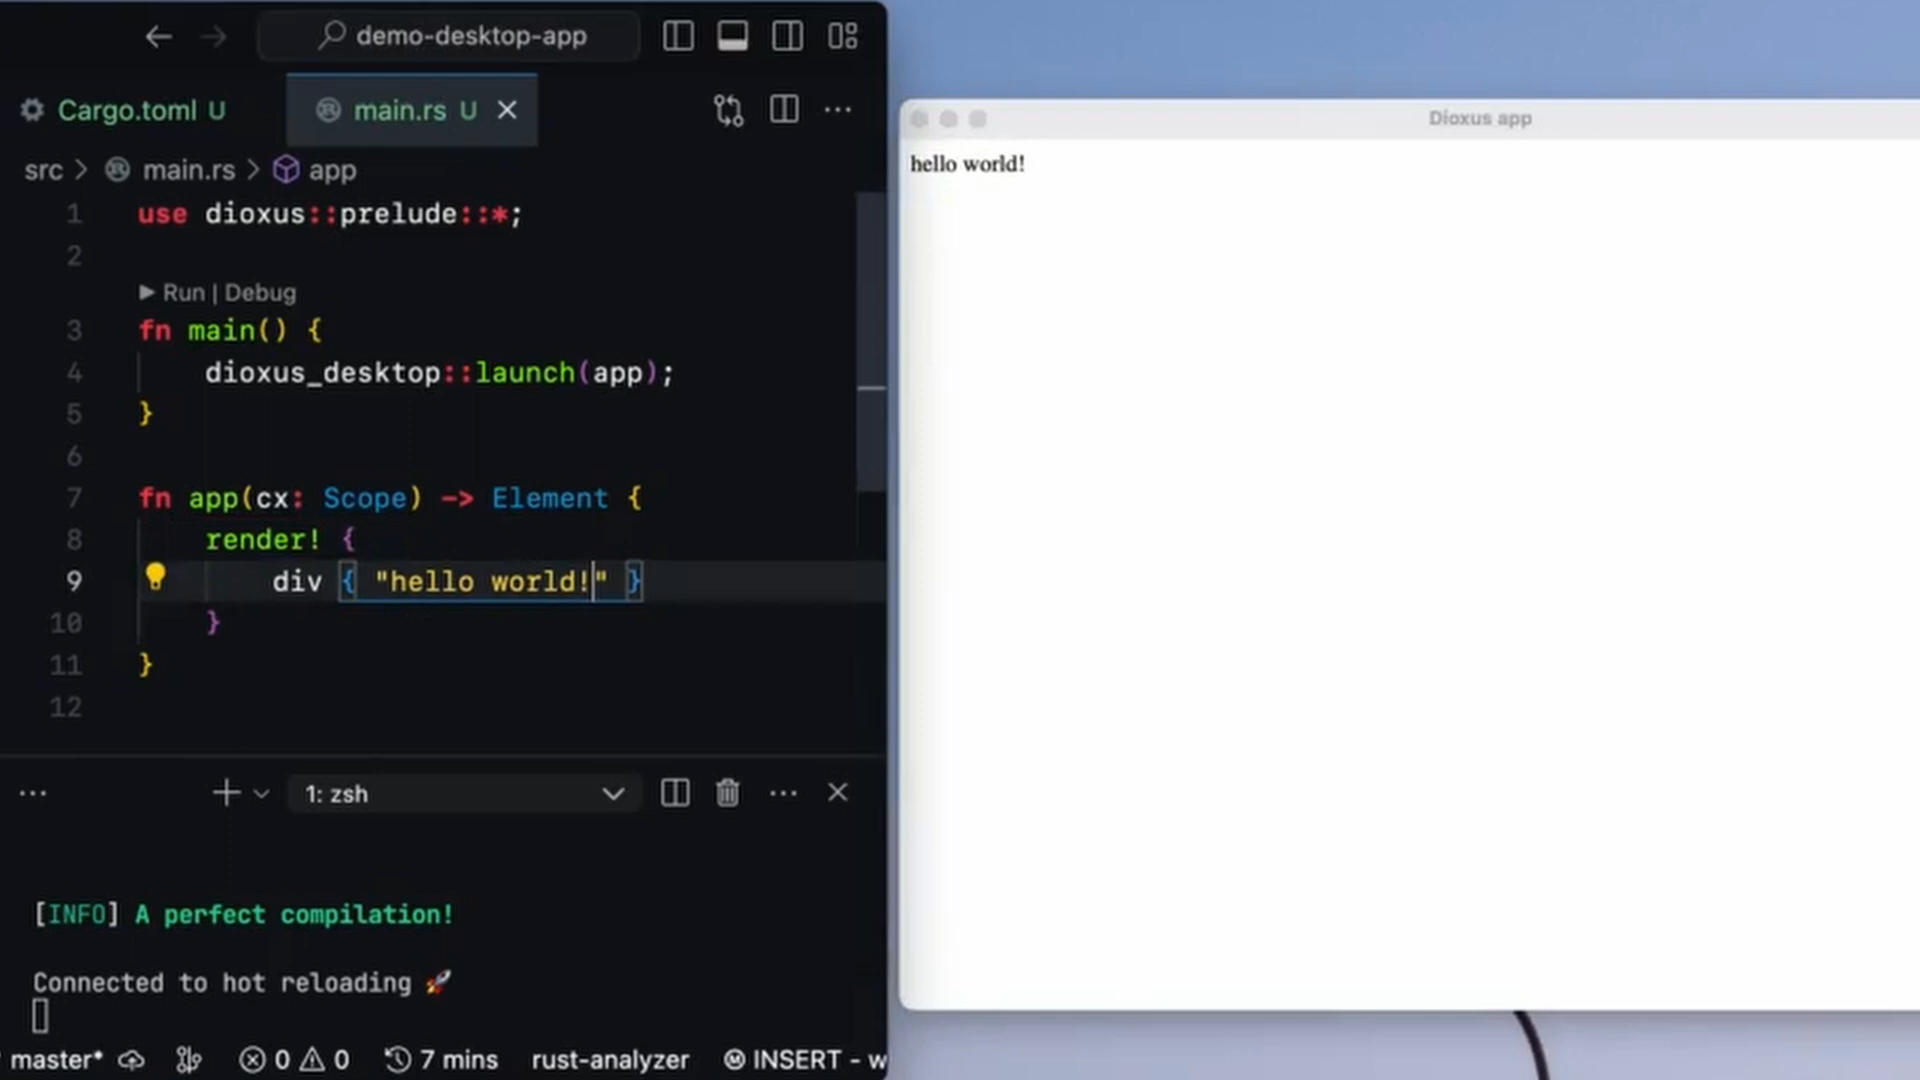 demo-desktop-app
Cargo.toml U
main.rs U
src > main.rs > app
1 use dioxus::prelude::*;
2
Run | Debug
3 fn main() {
4 dioxus_desktop::launch(app);
5 }
6
7 fn app(cx: Scope) -> Element {
8 render! {
9 div { "hello world!" }
10 }
11 }
12
1: zsh
[INFO] A perfect compilation!
Connected to hot reloading 🚀
master* 0 0 7 mins rust-analyzer INSERT - w
Dioxus app
hello world!